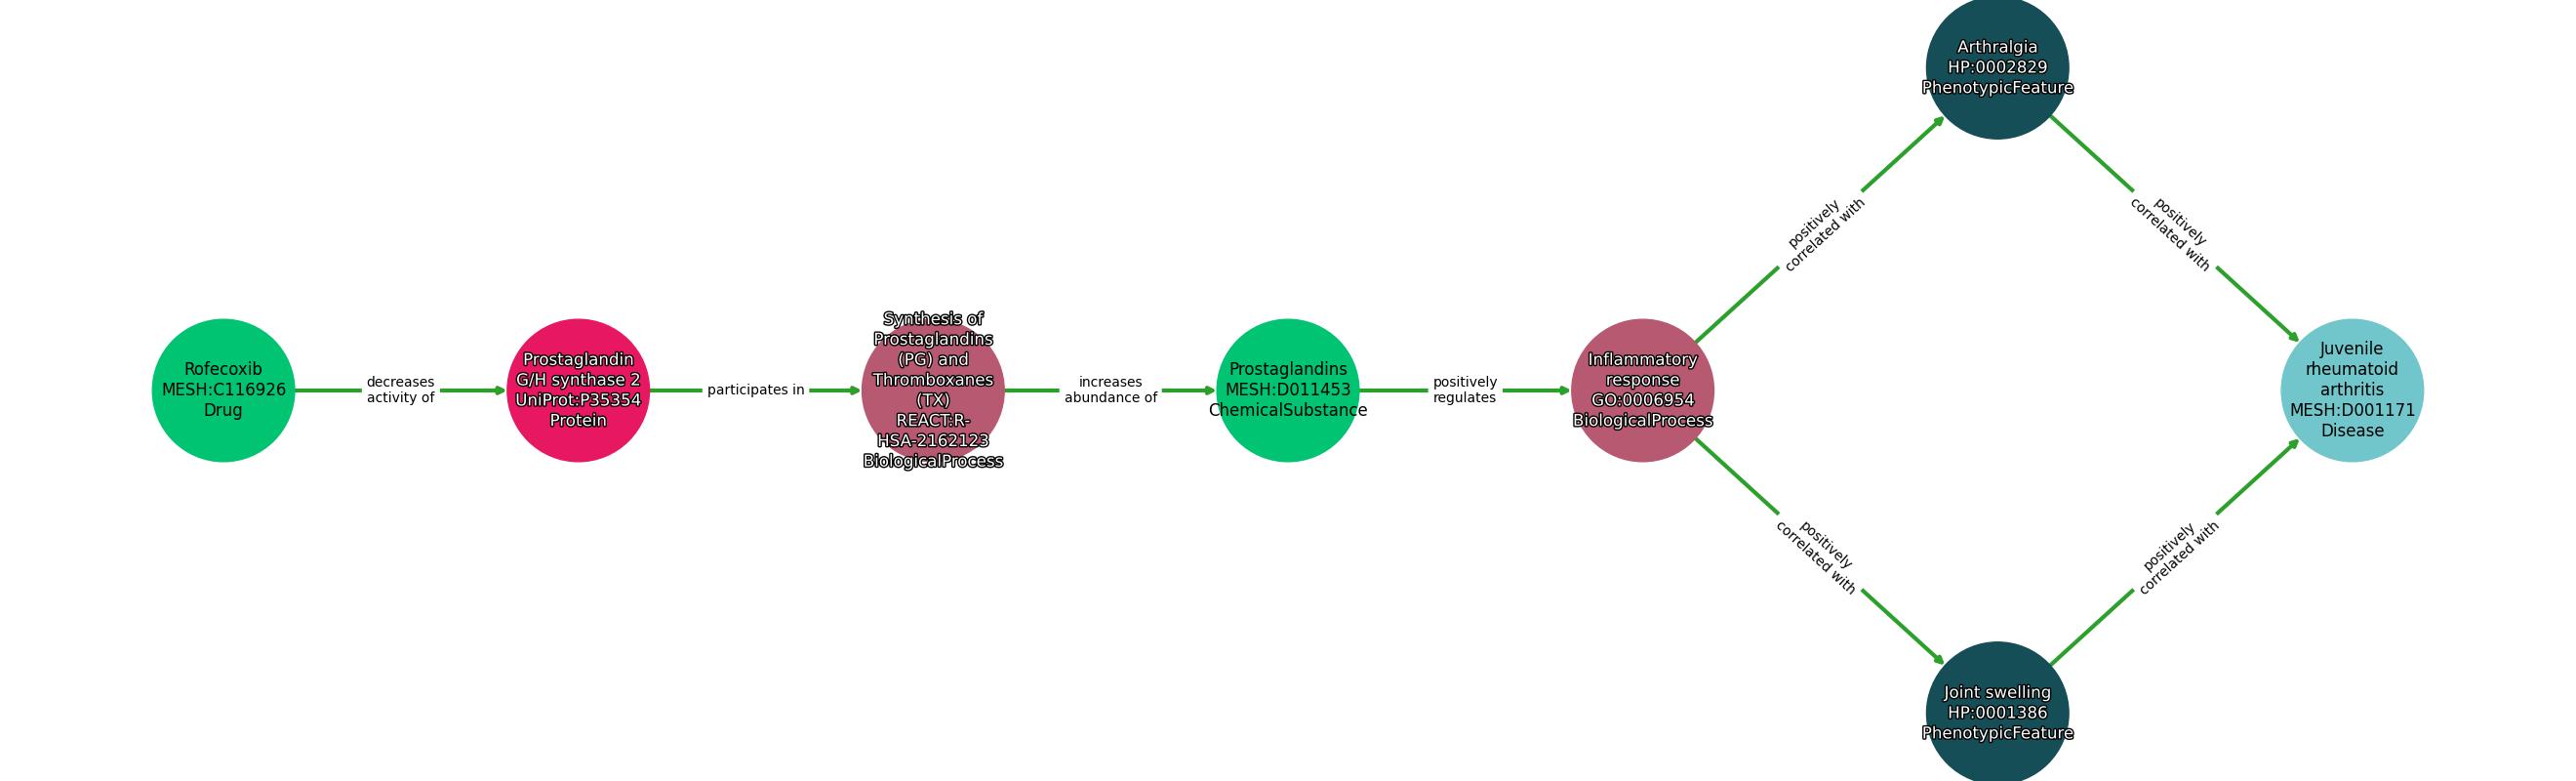 Rofecoxib
MESH:C116926
Drug
decreases
activity of
Prostaglandin
G/H synthase 2
UniProt:P35354
Protein
participates in
Synthesis of
Prostaglandins
(PG) and
Thromboxanes
(TX)
REACT:R-
HSA-2162123
BiologicalProcess
increases
abundance of
Prostaglandins
MESH:D011453
ChemicalSubstance
positively
regulates
Inflammatory
response
GO:0006954
BiologicalProcess
positively
correlated with
Arthralgia
HP:0002829
PhenotypicFeature
positively
correlated with
positively
correlated with
Joint swelling
HP:0001386
PhenotypicFeature
positively
correlated with
Juvenile
rheumatoid
arthritis
MESH:D001171
Disease